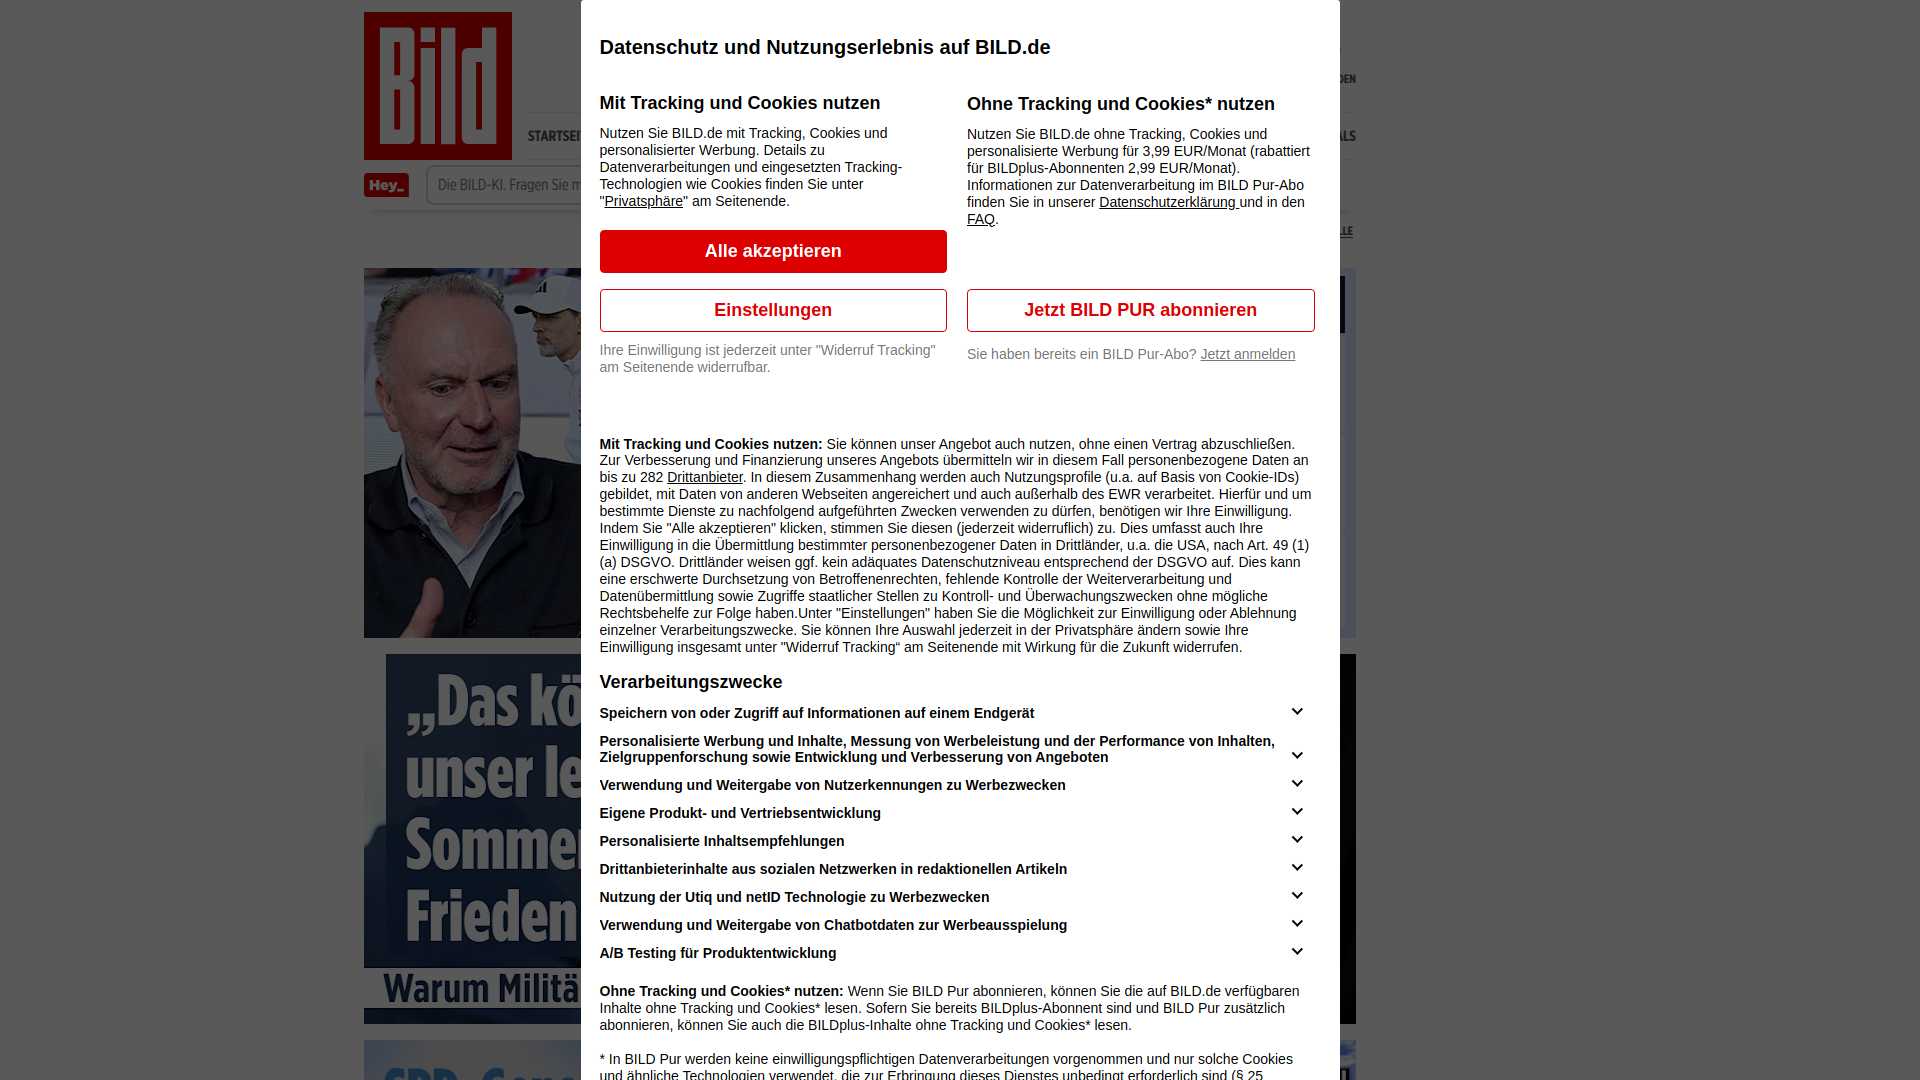 Bild
Datenschutz und Nutzungserlebnis auf BILD.de
DEN
Mit Tracking und Cookies nutzen
Nutzen Sie BILD.de mit Tracking, Cookies und
personalisierter Werbung. Details zu
Datenverarbeitungen und eingesetzten Tracking-
Technologien wie Cookies finden Sie unter
"Privatsphäre" am Seitenende.
Alle akzeptieren
Einstellungen
Ihre Einwilligung ist jederzeit unter "Widerruf Tracking"
am Seitenende widerrufbar.
Ohne Tracking und Cookies* nutzen
Nutzen Sie BILD.de ohne Tracking, Cookies und
personalisierte Werbung für 3,99 EUR/Monat (rabattiert
für BILDplus-Abonnenten 2,99 EUR/Monat).
Informationen zur Datenverarbeitung im BILD Pur-Abo
finden Sie in unserer Datenschutzerklärung und in den
FAQ.
Jetzt BILD PUR abonnieren
Sie haben bereits ein BILD Pur-Abo? Jetzt anmelden
STARTSEI
ALS
Hey_
Die BILD-KI. Fragen Sie m
LLE
Mit Tracking und Cookies nutzen: Sie können unser Angebot auch nutzen, ohne einen Vertrag abzuschließen.
Zur Verbesserung und Finanzierung unseres Angebots übermitteln wir in diesem Fall personenbezogene Daten an
bis zu 282 Drittanbieter. In diesem Zusammenhang werden auch Nutzungsprofile (u.a. auf Basis von Cookie-IDs)
gebildet, mit Daten von anderen Webseiten angereichert und auch außerhalb des EWR verarbeitet. Hierfür und um
bestimmte Dienste zu nachfolgend aufgeführten Zwecken verwenden zu dürfen, benötigen wir Ihre Einwilligung.
Indem Sie "Alle akzeptieren" klicken, stimmen Sie diesen (jederzeit widerruflich) zu. Dies umfasst auch Ihre
Einwilligung in die Übermittlung bestimmter personenbezogener Daten in Drittländer, u.a. die USA, nach Art. 49 (1)
(a) DSGVO. Drittländer weisen ggf. kein adäquates Datenschutzniveau entsprechend der DSGVO auf. Dies kann
eine erschwerte Durchsetzung von Betroffenenrechten, fehlende Kontrolle der Weiterverarbeitung und
Datenübermittlung sowie Zugriffe staatlicher Stellen zu Kontroll- und Überwachungszwecken ohne mögliche
Rechtsbehelfe zur Folge haben.Unter "Einstellungen" haben Sie die Möglichkeit zur Einwilligung oder Ablehnung
einzelner Verarbeitungszwecke. Sie können Ihre Auswahl jederzeit in der Privatsphäre ändern sowie Ihre
Einwilligung insgesamt unter "Widerruf Tracking“ am Seitenende mit Wirkung für die Zukunft widerrufen.
Verarbeitungszwecke
Speichern von oder Zugriff auf Informationen auf einem Endgerät
Personalisierte Werbung und Inhalte, Messung von Werbeleistung und der Performance von Inhalten,
Zielgruppenforschung sowie Entwicklung und Verbesserung von Angeboten
Verwendung und Weitergabe von Nutzerkennungen zu Werbezwecken
Eigene Produkt- und Vertriebsentwicklung
Personalisierte Inhaltsempfehlungen
Drittanbieterinhalte aus sozialen Netzwerken in redaktionellen Artikeln
Nutzung der Utiq und netID Technologie zu Werbezwecken
Verwendung und Weitergabe von Chatbotdaten zur Werbeausspielung
A/B Testing für Produktentwicklung
Ohne Tracking und Cookies* nutzen: Wenn Sie BILD Pur abonnieren, können Sie die auf BILD.de verfügbaren
Inhalte ohne Tracking und Cookies* lesen. Sofern Sie bereits BILDplus-Abonnent sind und BILD Pur zusätzlich
abonnieren, können Sie auch die BILDplus-Inhalte ohne Tracking und Cookies* lesen.
* In BILD Pur werden keine einwilligungspflichtigen Datenverarbeitungen vorgenommen und nur solche Cookies
und ähnliche Technologien verwendet, die zur Erbringung dieses Dienstes unbedingt erforderlich sind (§ 25
„Das kö
unser le
Sommer
Frieden
Warum Militä